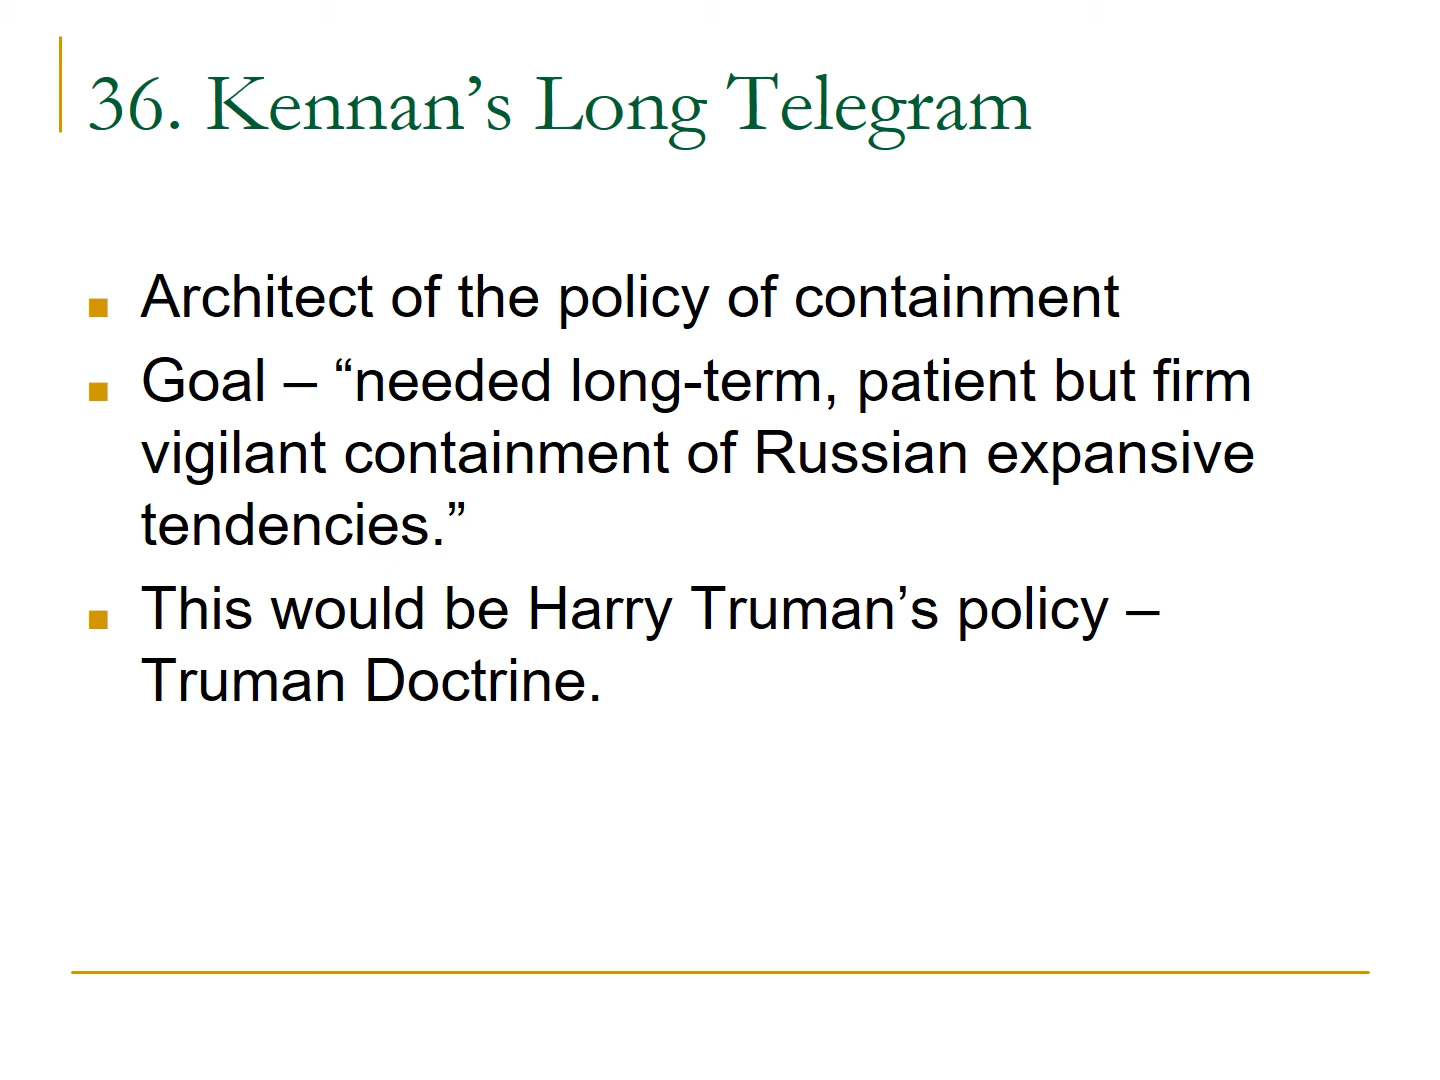 36. Kennan’s Long Telegram
■ Architect of the policy of containment
■ Goal – “needed long-term, patient but firm
vigilant containment of Russian expansive
tendencies.”
■ This would be Harry Truman’s policy –
Truman Doctrine.